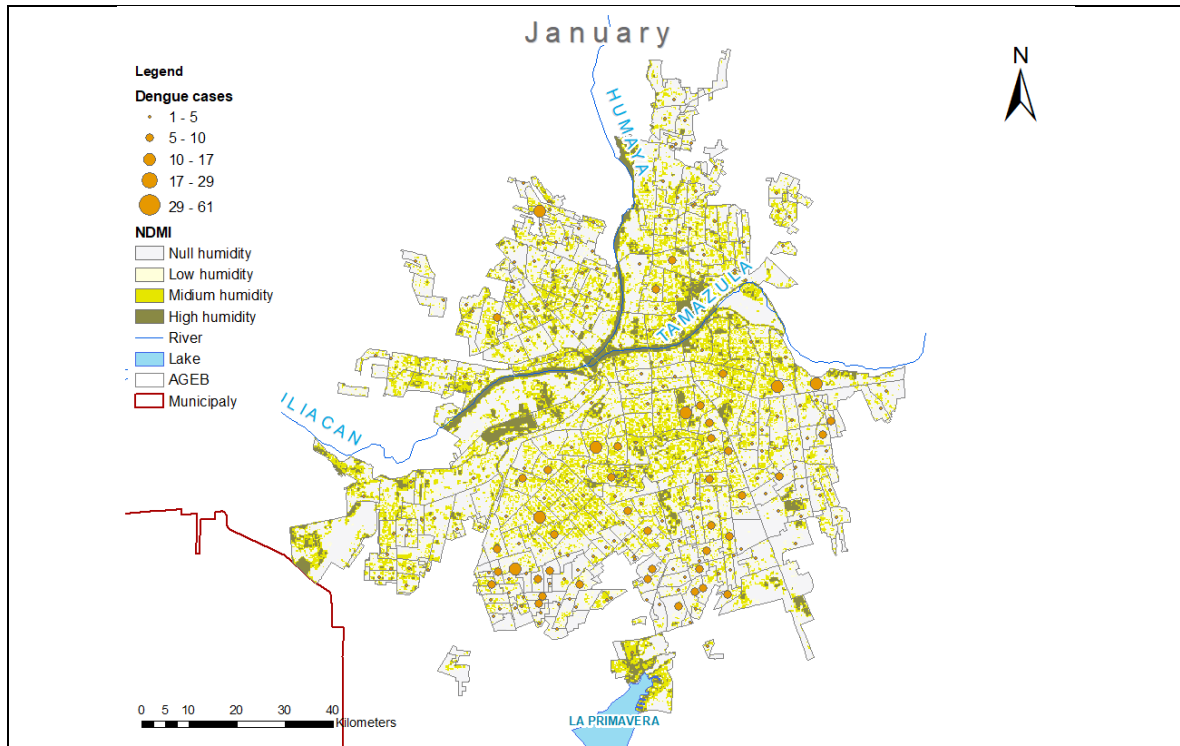 January
N
Legend
Dengue cases
1 - 5
5 - 10
10 - 17
17 - 29
29 - 61
NDMI
Null humidity
Low humidity
Midium humidity
High humidity
River
Lake
AGEB
Municipaly
HUMAYA
TAMAZULA
ILIACAN
0 5 10 20 30 40
Kilometers
LA PRIMAVERA